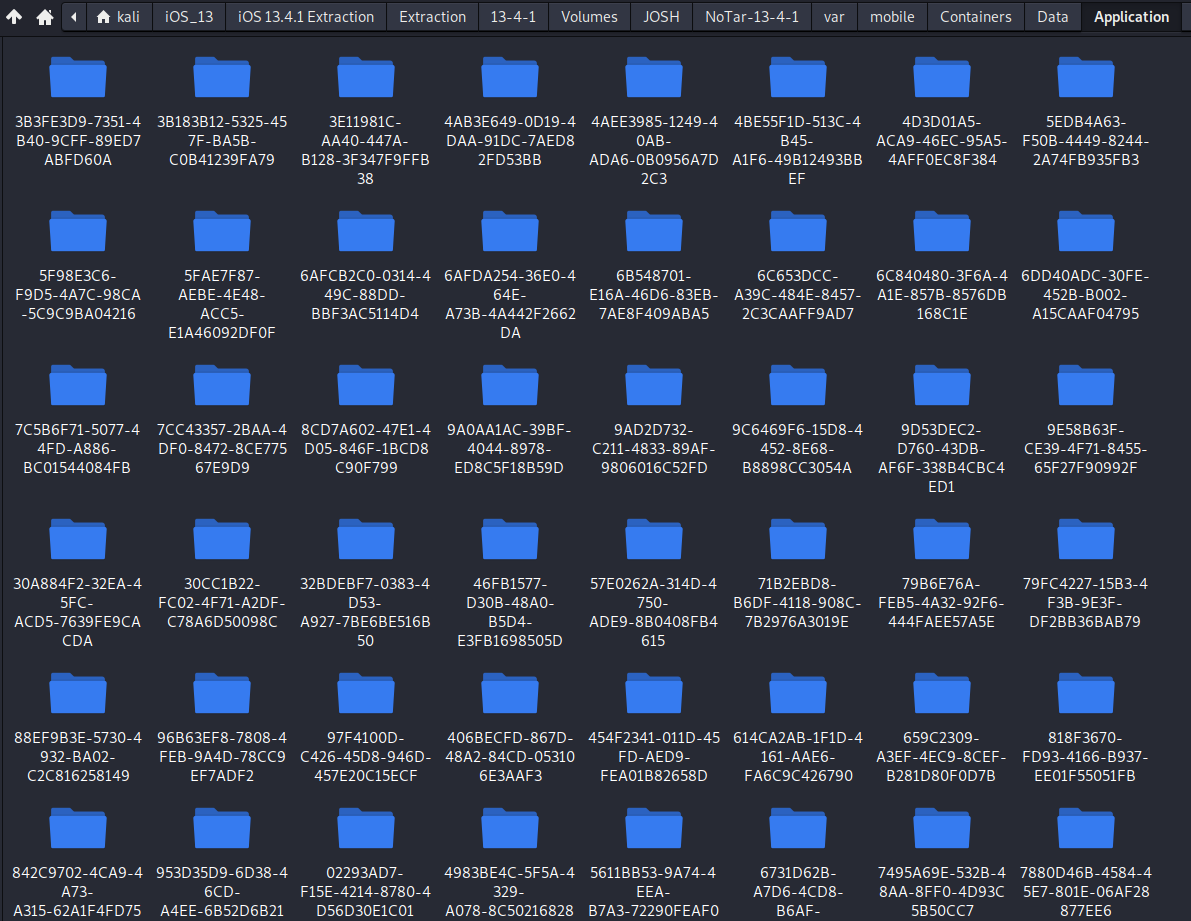 kali iOS_13 iOS 13.4.1 Extraction Extraction 13-4-1 Volumes JOSH NoTar-13-4-1 var mobile Containers Data Application
3B3FE3D9-7351-4
B40-9CFF-89ED7
ABFD60A
3B183B12-5325-45
7F-BA5B-
C0B41239FA79
3E11981C-
AA40-447A-
B128-3F347F9FFB
38
4AB3E649-0D19-4
DAA-91DC-7AED8
2FD53BB
4AEE3985-1249-4
0AB-
ADA6-0B0956A7D
2C3
4BE55F1D-513C-4
B45-
A1F6-49B12493BB
EF
4D3D01A5-
ACA9-46EC-95A5-
4AFF0EC8F384
5EDB4A63-
F50B-4449-8244-
2A74FB935FB3
5F98E3C6-
F9D5-4A7C-98CA
-5C9C9BA04216
5FAE7F87-
AEBE-4E48-
ACC5-
E1A46092DF0F
6AFCB2C0-0314-4
49C-88DD-
BBF3AC5114D4
6AFDA254-36E0-4
64E-
A73B-4A442F2662
DA
6B548701-
E16A-46D6-83EB-
7AE8F409ABA5
6C653DCC-
A39C-484E-8457-
2C3CAAFF9AD7
6C840480-3F6A-4
A1E-857B-8576DB
168C1E
6DD40ADC-30FE-
452B-B002-
A15CAAF04795
7C5B6F71-5077-4
4FD-A886-
BC01544084FB
7CC43357-2BAA-4
DF0-8472-8CE775
67E9D9
8CD7A602-47E1-4
D05-846F-1BCD8
C90F799
9A0AA1AC-39BF-
4044-8978-
ED8C5F18B59D
9AD2D732-
C211-4833-89AF-
9806016C52FD
9C6469F6-15D8-4
452-8E68-
B8898CC3054A
9D53DEC2-
D760-43DB-
AF6F-338B4CBC4
ED1
9E58B63F-
CE39-4F71-8455-
65F27F90992F
30A884F2-32EA-4
5FC-
ACD5-7639FE9CA
CDA
30CC1B22-
FC02-4F71-A2DF-
C78A6D50098C
32BDEBF7-0383-4
D53-
A927-7BE6BE516B
50
46FB1577-
D30B-48A0-
B5D4-
E3FB1698505D
57E0262A-314D-4
750-
ADE9-8B0408FB4
615
71B2EBD8-
B6DF-4118-908C-
7B2976A3019E
79B6E76A-
FEB5-4A32-92F6-
444FAEE57A5E
79FC4227-15B3-4
F3B-9E3F-
DF2BB36BAB79
88EF9B3E-5730-4
932-BA02-
C2C816258149
96B63EF8-7808-4
FEB-9A4D-78CC9
EF7ADF2
97F4100D-
C426-45D8-946D-
457E20C15ECF
406BECFD-867D-
48A2-84CD-05310
6E3AAF3
454F2341-011D-45
FD-AED9-
FEA01B82658D
614CA2AB-1F1D-4
161-AAE6-
FA6C9C426790
659C2309-
A3EF-4EC9-8CEF-
B281D80F0D7B
818F3670-
FD93-4166-B937-
EE01F55051FB
842C9702-4CA9-4
A73-
A315-62A1F4FD75
953D35D9-6D38-4
6CD-
A4EE-6B52D6B21
02293AD7-
F15E-4214-8780-4
D56D30E1C01
4983BE4C-5F5A-4
329-
A078-8C50216828
5611BB53-9A74-4
EEA-
B7A3-72290FEAF0
6731D62B-
A7D6-4CD8-
B6AF-
7495A69E-532B-4
8AA-8FF0-4D93C
5B50CC7
7880D46B-4584-4
5E7-801E-06AF28
877EE6